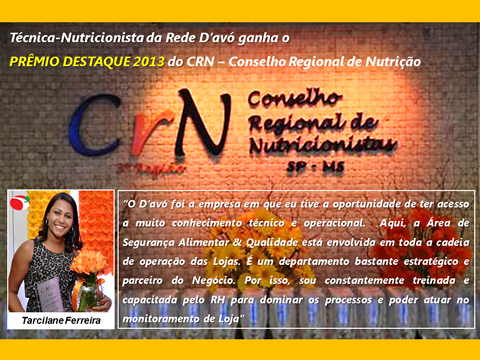 Técnica-Nutricionista da Rede D'avó ganha o
PRÊMIO DESTAQUE 2013 do CRN – Conselho Regional de Nutrição
CrN Conselho
Regional de
Nutricionistas
3ª Região
SP - MS
"O D'avó foi a empresa em que eu tive a oportunidade de ter acesso
a muito conhecimento técnico e operacional. Aqui, a Área de
Segurança Alimentar & Qualidade está envolvida em toda a cadeia
de operação das Lojas. É um departamento bastante estratégico e
parceiro do Negócio. Por isso, sou constantemente treinada e
capacitada pelo RH para dominar os processos e poder atuar no
monitoramento de Loja"
Tarcilane Ferreira